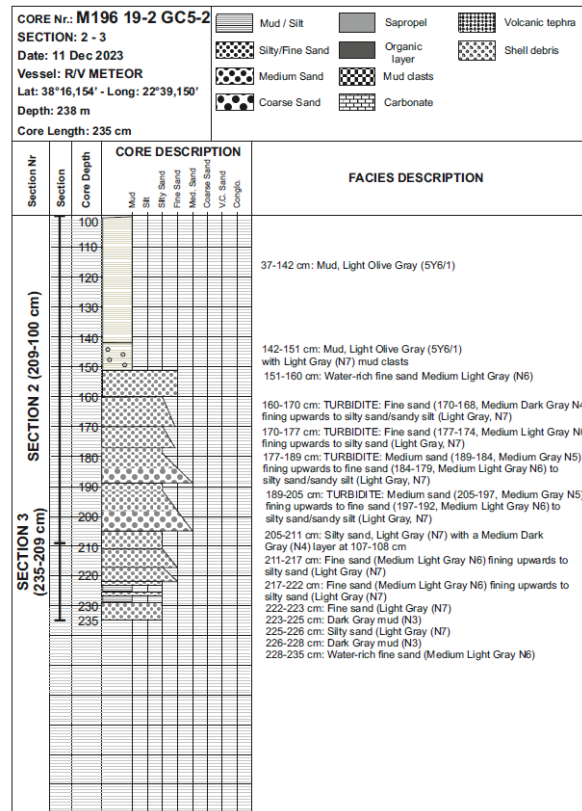 CORE Nr.: M196 19-2 GC5-2
SECTION: 2 - 3
Date: 11 Dec 2023
Vessel: R/V METEOR
Lat: 38°16,154' - Long: 22°39,150'
Depth: 238 m
Core Length: 235 cm
Mud / Silt
Silty/Fine Sand
Medium Sand
Coarse Sand
Sapropel
Organic
layer
Mud clasts
Carbonate
Volcanic tephra
Shell debris
Section Nr
Section
Core Depth
CORE DESCRIPTION
Mud
Silt
Silty Sand
Fine Sand
Med. Sand
Coarse Sand
V.C. Sand
Conglo.
FACIES DESCRIPTION
SECTION 2 (209-100 cm)
SECTION 3
(235-209 cm)
100
110
120
130
140
150
160
170
180
190
200
210
220
230
235
37-142 cm: Mud, Light Olive Gray (5Y6/1)
142-151 cm: Mud, Light Olive Gray (5Y6/1)
with Light Gray (N7) mud clasts
151-160 cm: Water-rich fine sand Medium Light Gray (N6)
160-170 cm: TURBIDITE: Fine sand (170-168, Medium Dark Gray N4
fining upwards to silty sand/sandy silt (Light Gray, N7)
170-177 cm: TURBIDITE: Fine sand (177-174, Medium Light Gray N6
fining upwards to silty sand (Light Gray, N7)
177-189 cm: TURBIDITE: Medium sand (189-184, Medium Gray N5)
fining upwards to fine sand (184-179, Medium Light Gray N6) to
silty sand/sandy silt (Light Gray, N7)
189-205 cm: TURBIDITE: Medium sand (205-197, Medium Gray N5)
fining upwards to fine sand (197-192, Medium Light Gray N6) to
silty sand/sandy silt (Light Gray, N7)
205-211 cm: Silty sand, Light Gray (N7) with a Medium Dark
Gray (N4) layer at 107-108 cm
211-217 cm: Fine sand (Medium Light Gray N6) fining upwards to
silty sand (Light Gray N7)
217-222 cm: Fine sand (Medium Light Gray N6) fining upwards to
silty sand (Light Gray N7)
222-223 cm: Fine sand (Light Gray N7)
223-225 cm: Dark Gray mud (N3)
225-226 cm: Silty sand (Light Gray N7)
226-228 cm: Dark Gray mud (N3)
228-235 cm: Water-rich fine sand (Medium Light Gray N6)